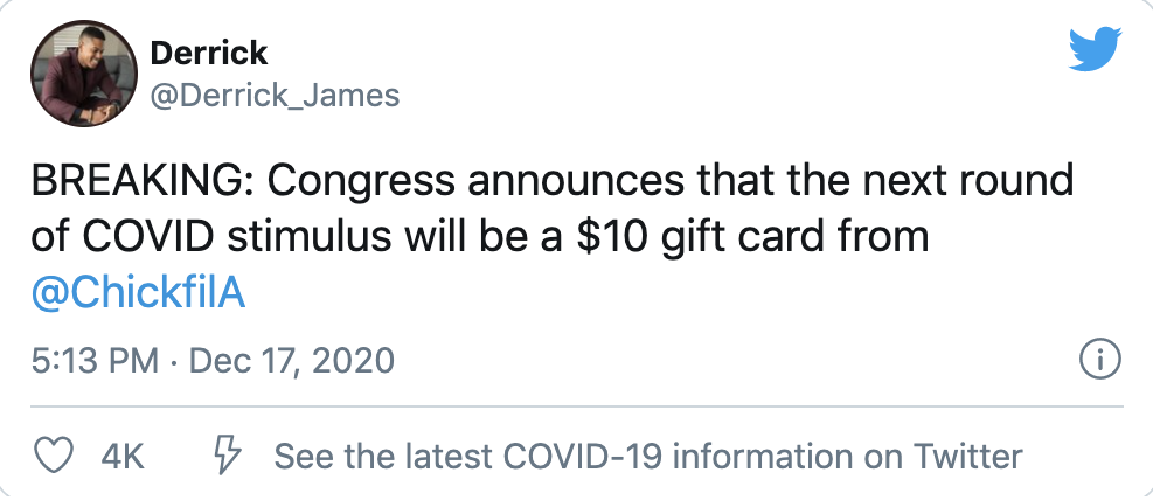 Derrick
@Derrick_James
BREAKING: Congress announces that the next round
of COVID stimulus will be a $10 gift card from
@ChickfilA
5:13 PM · Dec 17, 2020
4K See the latest COVID-19 information on Twitter